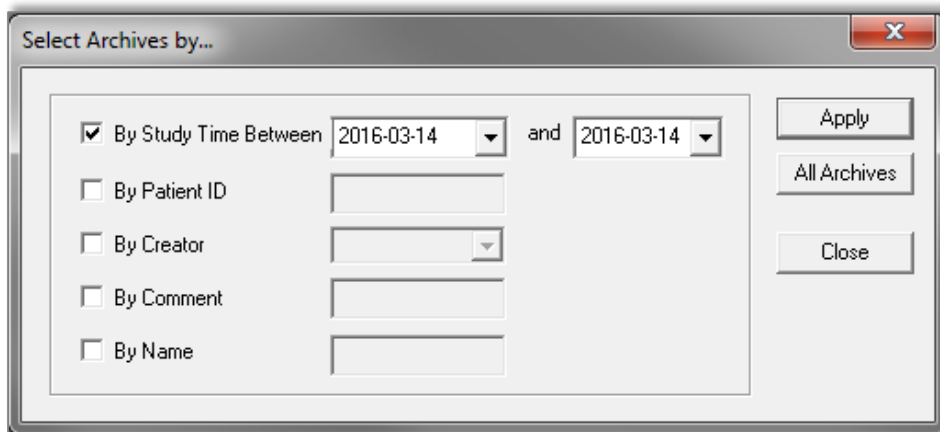 Select Archives by...
By Study Time Between 2016-03-14 and 2016-03-14
Apply
By Patient ID
All Archives
By Creator
Close
By Comment
By Name